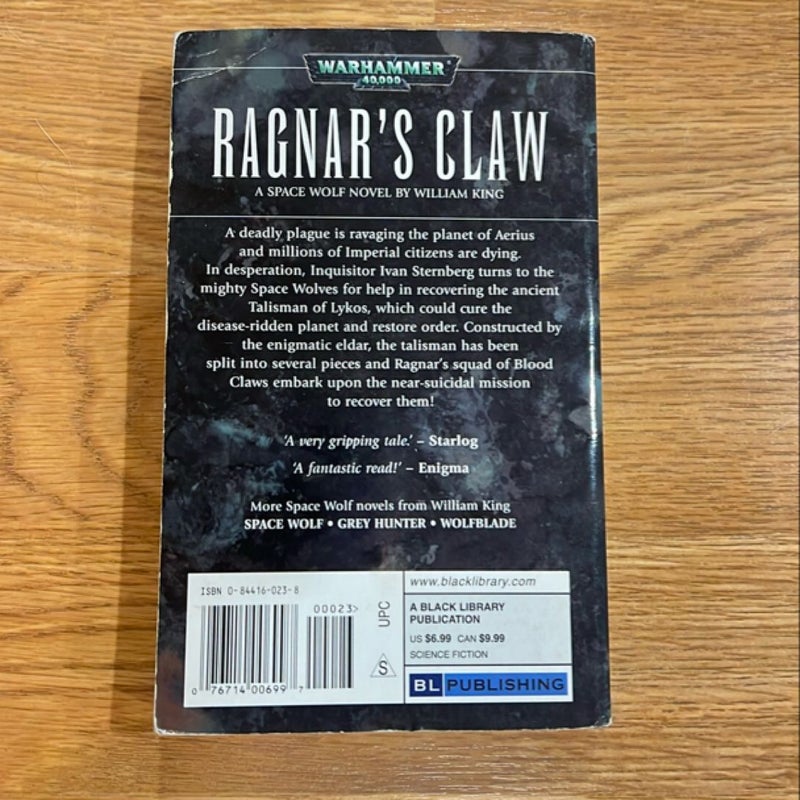 WARHAMMER
40,000
RAGNAR'S CLAW
A SPACE WOLF NOVEL BY WILLIAM KING
A deadly plague is ravaging the planet of Aerius
and millions of Imperial citizens are dying.
In desperation, Inquisitor Ivan Sternberg turns to the
mighty Space Wolves for help in recovering the ancient
Talisman of Lykos, which could cure the
disease-ridden planet and restore order. Constructed by
the enigmatic eldar, the talisman has been
split into several pieces and Ragnar's squad of Blood
Claws embark upon the near-suicidal mission
to recover them!
'A very gripping tale.' – Starlog
'A fantastic read!' – Enigma
More Space Wolf novels from William King
SPACE WOLF • GREY HUNTER • WOLFBLADE
ISBN 0-84416-023-8
00023>
UPC
S
0 76714 00699 7
www.blacklibrary.com
A BLACK LIBRARY
PUBLICATION
US $6.99 CAN $9.99
SCIENCE FICTION
BL PUBLISHING